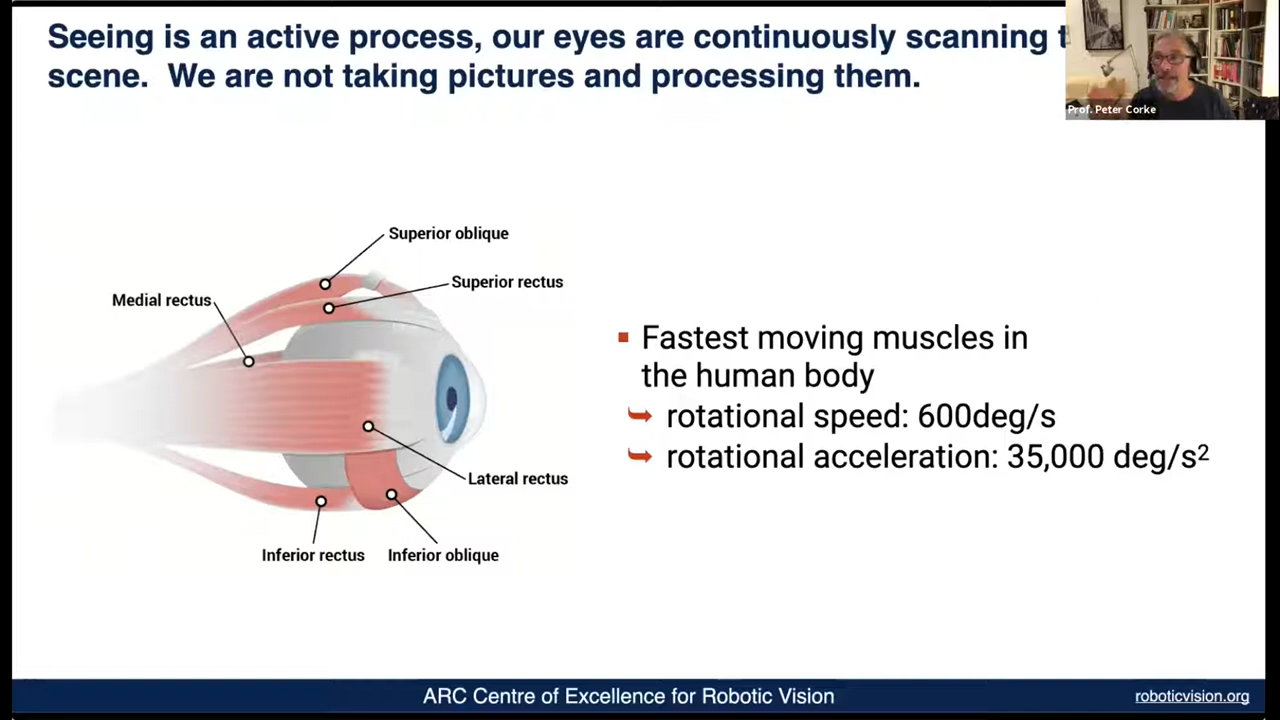 Seeing is an active process, our eyes are continuously scanning
scene. We are not taking pictures and processing them.
Prof. Peter Corke
Superior oblique
Superior rectus
Medial rectus
Lateral rectus
Inferior rectus
Inferior oblique
Fastest moving muscles in
the human body
rotational speed: 600deg/s
rotational acceleration: 35,000 deg/s²
ARC Centre of Excellence for Robotic Vision
roboticvision.org